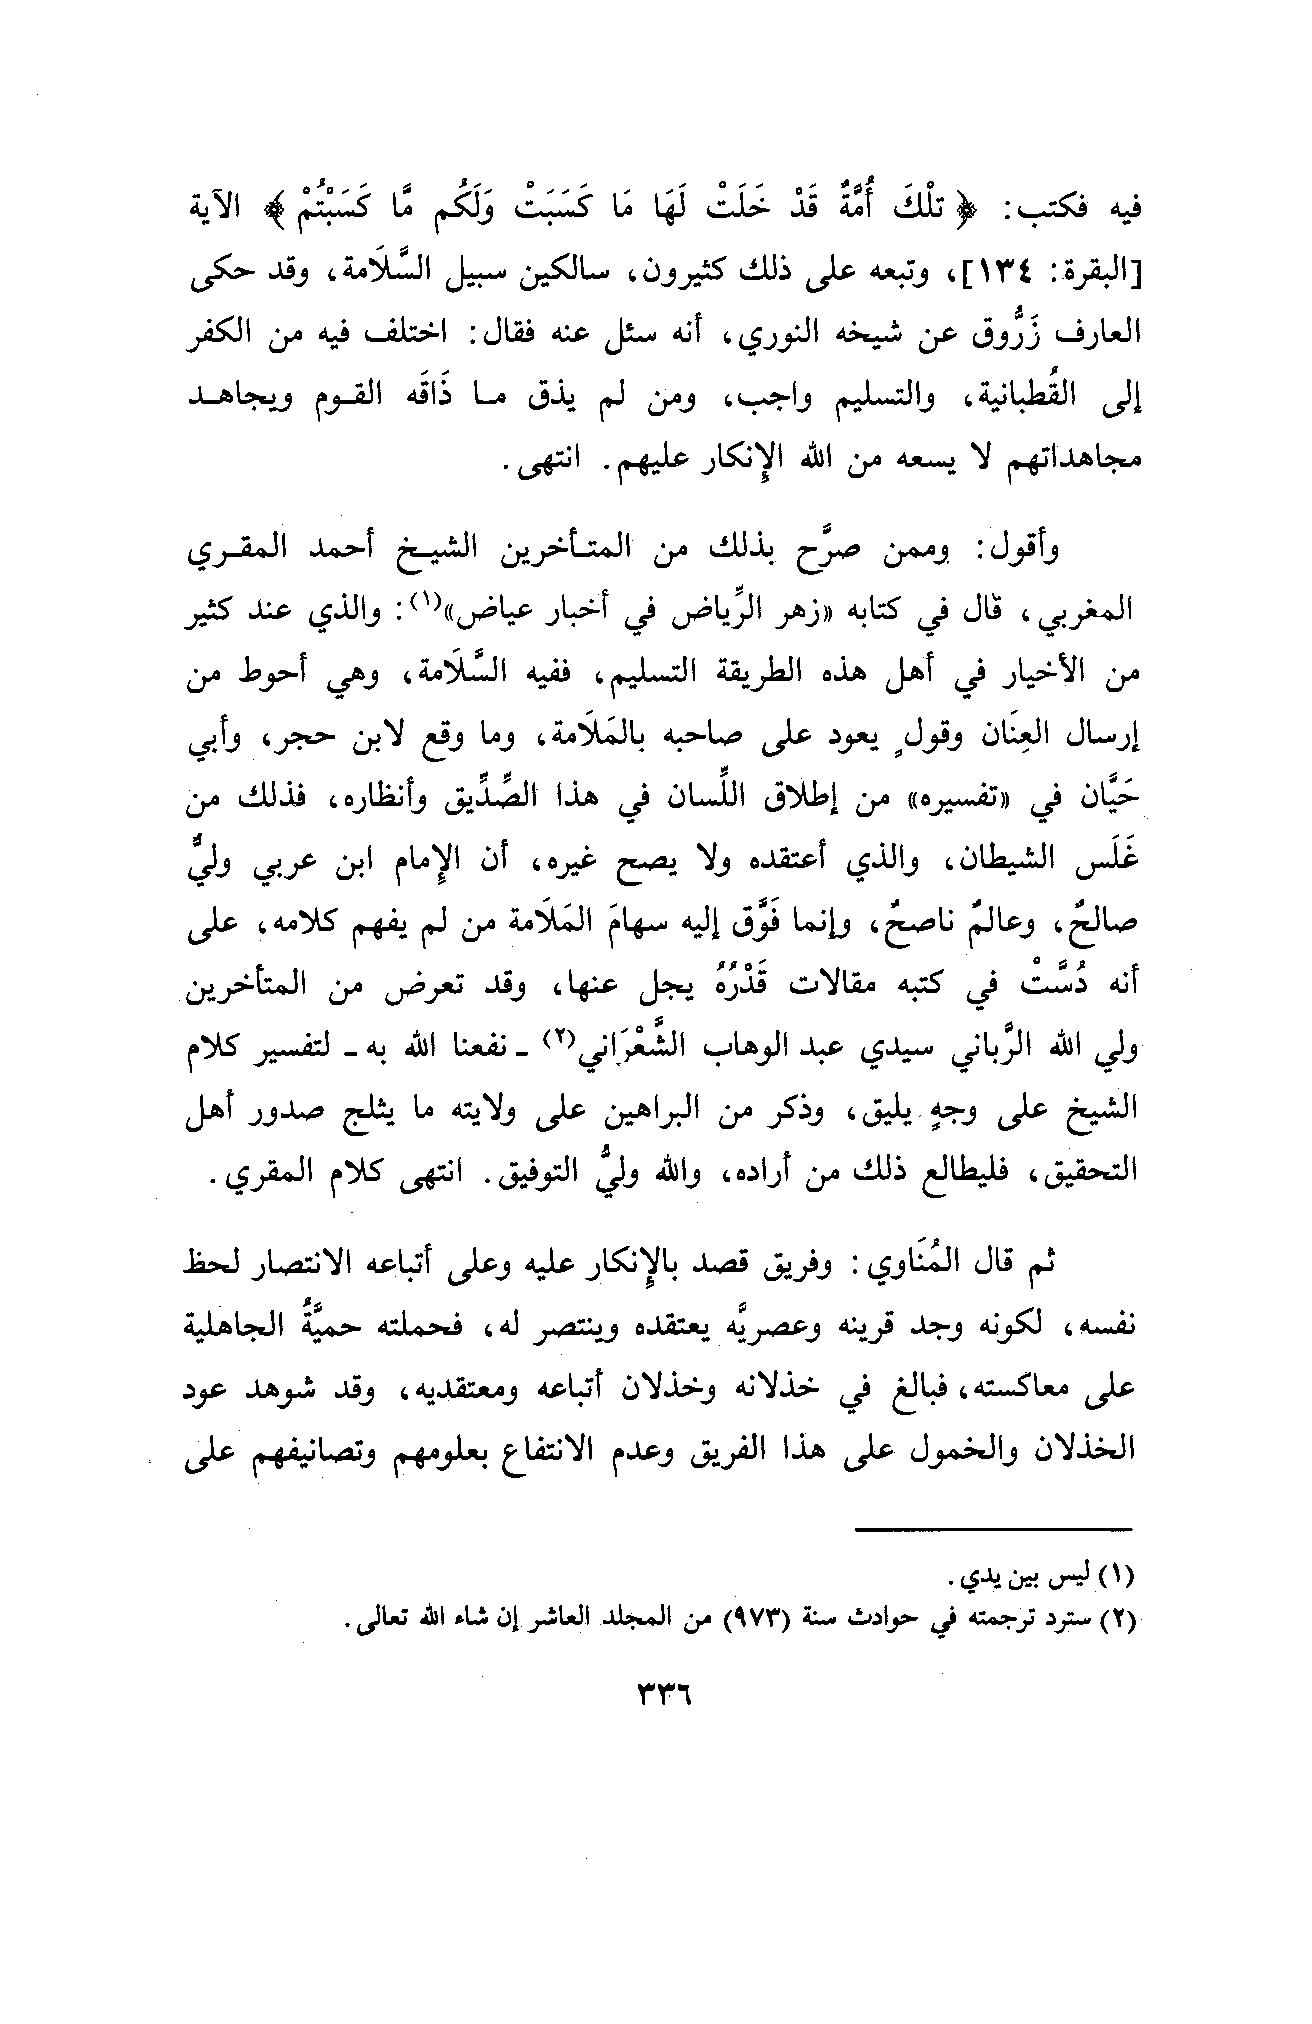 فيه فكتب: ﴿تِلْكَ أُمَّةٌ قَدْ خَلَتْ لَهَا مَا كَسَبَتْ وَلَكُم مَّا كَسَبْتُمْ﴾ الآية
[البقرة: ١٣٤]، وتبعه على ذلك كثيرون، سالكين سبيل السَّلَامة، وقد حكى
العارف زَرُّوق عن شيخه النوري، أنه سئل عنه فقال: اختلف فيه من الكفر
إلى القُطبانية، والتسليم واجب، ومن لم يذق ما ذَاقَه القوم ويجاهد
مجاهداتهم لا يسعه من الله الإنكار عليهم. انتهى.
وأقول: وممن صرَّح بذلك من المتأخرين الشيخ أحمد المقري
المغربي، قال في كتابه «زهر الرِّياض في أخبار عياض»(١): والذي عند كثير
من الأخيار في أهل هذه الطريقة التسليم، ففيه السَّلَامة، وهي أحوط من
إرسال العِنَان وقولٍ يعود على صاحبه بالمَلَامة، وما وقع لابن حجر، وأبي
حَيَّان في «تفسيره» من إطلاق اللِّسان في هذا الصِّدِّيق وأنظاره، فذلك من
غَلَس الشيطان، والذي أعتقده ولا يصح غيره، أن الإمام ابن عربي وليٌّ
صالحٌ، وعالمٌ ناصحٌ، وإنما فَوَّق إليه سهامَ المَلَامة من لم يفهم كلامه، على
أنه دُسَّتْ في كتبه مقالات قَدْرُهُ يجل عنها، وقد تعرض من المتأخرين
ولي الله الرَّباني سيدي عبد الوهاب الشَّعْرَاني(٢) - نفعنا الله به - لتفسير كلام
الشيخ على وجهٍ يليق، وذكر من البراهين على ولايته ما يثلج صدور أهل
التحقيق، فليطالع ذلك من أراده، والله وليُّ التوفيق. انتهى كلام المقري.
ثم قال المُنَاوي: وفريق قصد بالإنكار عليه وعلى أتباعه الانتصار لحظ
نفسه، لكونه وجد قرينه وعصريَّه يعتقده وينتصر له، فحملته حميَّةُ الجاهلية
على معاكسته، فبالغ في خذلانه وخذلان أتباعه ومعتقديه، وقد شوهد عود
الخذلان والخمول على هذا الفريق وعدم الانتفاع بعلومهم وتصانيفهم على
(١) ليس بين يدي.
(٢) سترد ترجمته في حوادث سنة (٩٧٣) من المجلد العاشر إن شاء الله تعالى.
٣٣٦